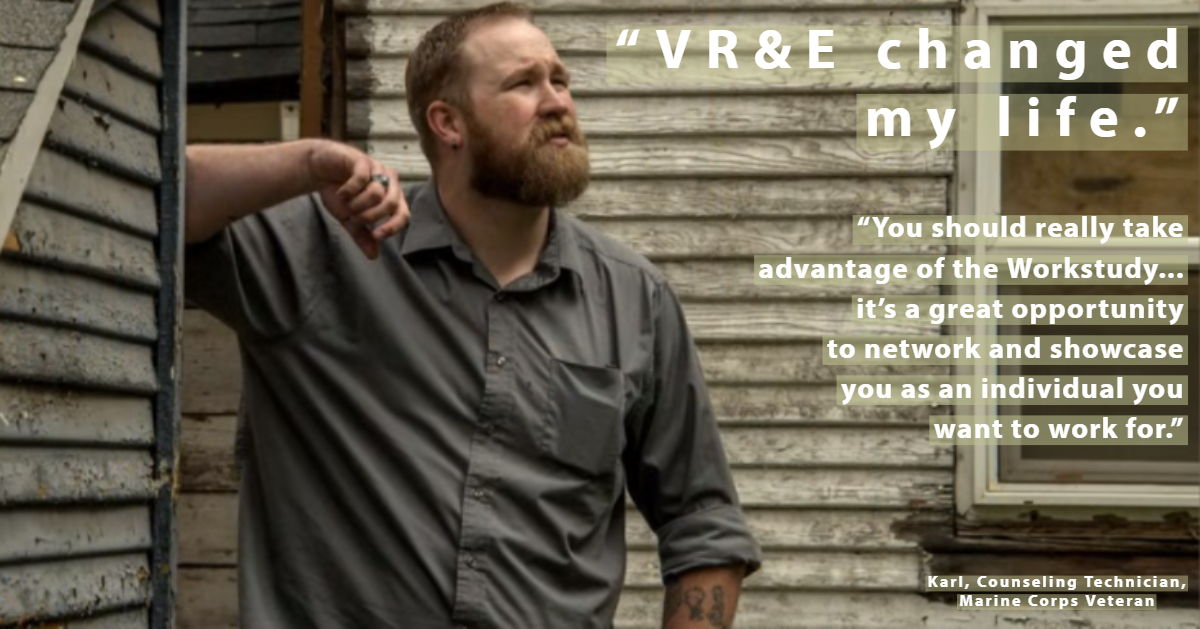 “VR&E changed
my life.”
“You should really take
advantage of the Workstudy...
it’s a great opportunity
to network and showcase
you as an individual you
want to work for.”
Karl, Counseling Technician,
Marine Corps Veteran